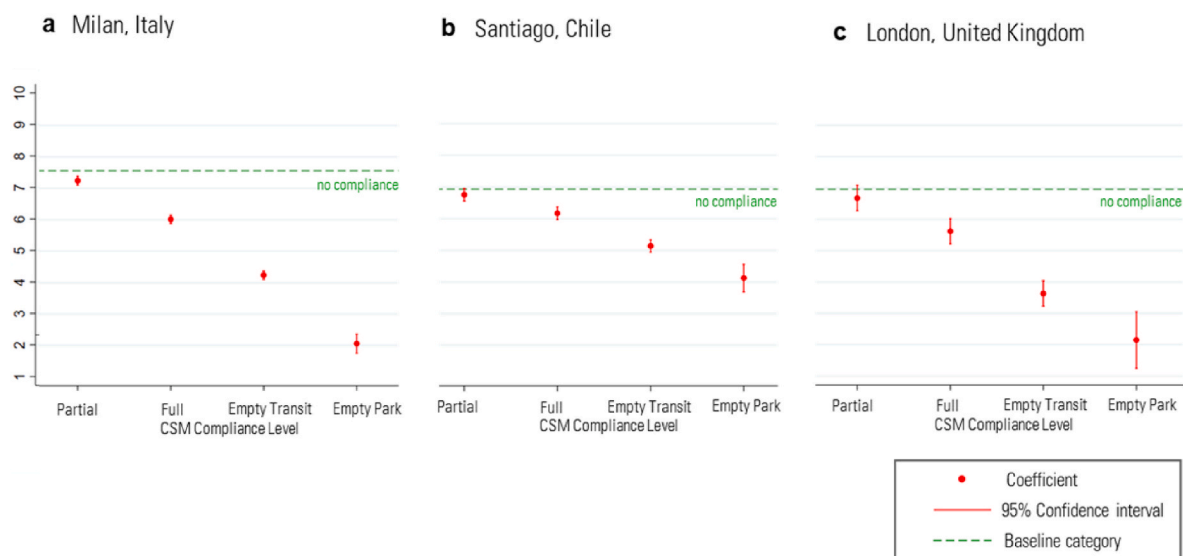 a Milan, Italy
b Santiago, Chile
c London, United Kingdom
10
9
8
7
6
5
4
3
2
1
no compliance
no compliance
no compliance
Partial Full Empty Transit Empty Park
CSM Compliance Level
Partial Full Empty Transit Empty Park
CSM Compliance Level
Partial Full Empty Transit Empty Park
CSM Compliance Level
Coefficient
95% Confidence interval
Baseline category